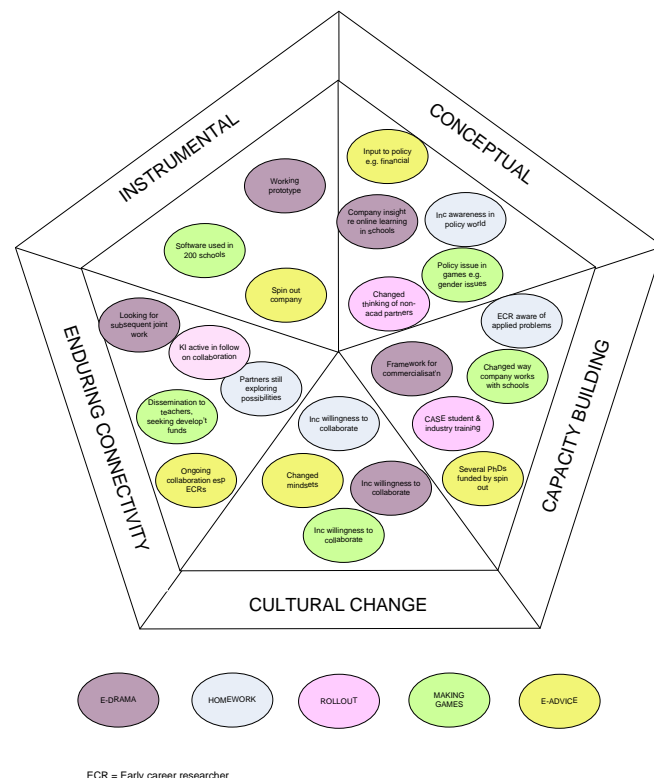 INSTRUMENTAL
CONCEPTUAL
Input to policy
e.g. financial
Working
prototype
Company insight
re online learning
in schools
Inc awareness in
policy world
Software used in
200 schools
Policy issue in
games e.g.
gender issues
Spin out
company
Changed
thinking of non-
acad partners
ENDURING CONNECTIVITY
Looking for
subsequent joint
work
KI active in follow
on collaboration
Partners still
exploring
possibilities
Dissemination to
teachers,
seeking develop't
funds
Ongoing
collaboration esp
ECRs
CAPACITY BUILDING
ECR aware of
applied problems
Framework for
commercialisat'n
Changed way
company works
with schools
CASE student &
industry training
Several PhDs
funded by spin
out
Inc willingness to
collaborate
Changed
mindsets
Inc willingness to
collaborate
Inc willingness to
collaborate
CULTURAL CHANGE
E-DRAMA
HOMEWORK
ROLLOUT
MAKING
GAMES
E-ADVICE
ECR = Early career researcher